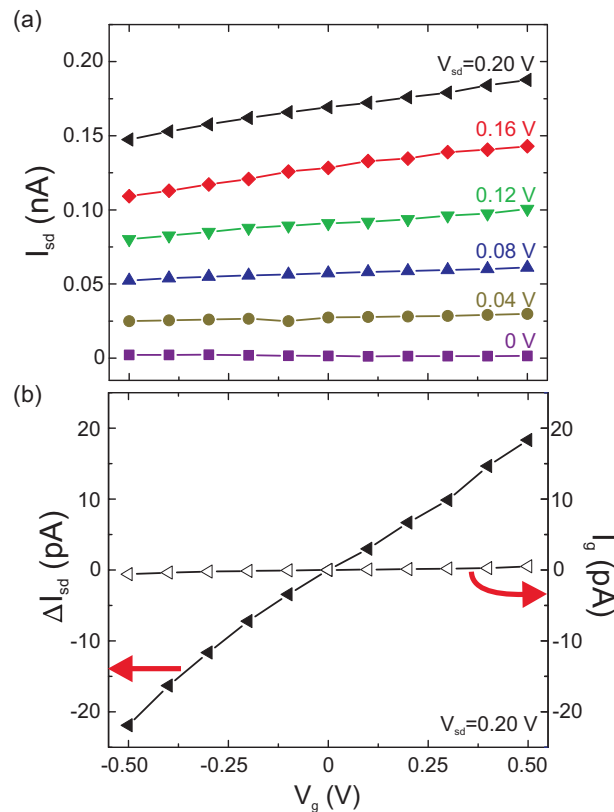 (a)
0.20
0.15
0.10
0.05
0
I_sd (nA)
V_sd=0.20 V
0.16 V
0.12 V
0.08 V
0.04 V
0 V
(b)
20
10
0
-10
-20
ΔI_sd (pA)
20
10
0
-10
-20
I_g (pA)
V_sd=0.20 V
-0.50 -0.25 0 0.25 0.50
V_g (V)